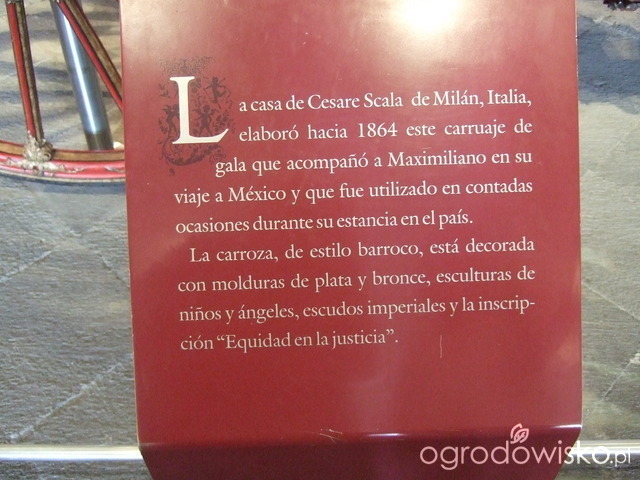 La casa de Cesare Scala de Milán, Italia,
elaboró hacia 1864 este carruaje de
gala que acompañó a Maximiliano en su
viaje a México y que fue utilizado en contadas
ocasiones durante su estancia en el país.
La carroza, de estilo barroco, está decorada
con molduras de plata y bronce, esculturas de
niños y ángeles, escudos imperiales y la inscrip-
ción “Equidad en la justicia”.
ogrodowisko.pl